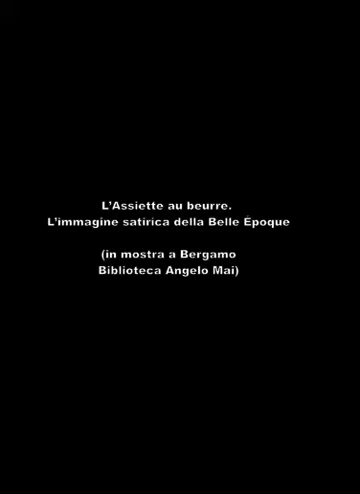 L'Assiette au beurre.
L'immagine satirica della Belle Époque
(in mostra a Bergamo
Biblioteca Angelo Mai)